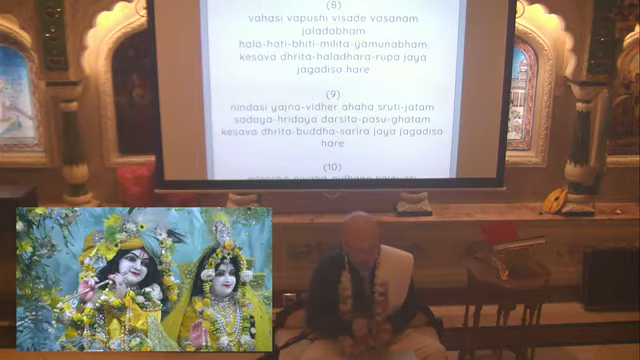 (8)
vahasi vapushi visade vasanam
jaladabham
hala-hati-bhiti-milita-yamunabham
kesava dhrita-haladhara-rupa jaya
jagadisa hare
(9)
nindasi yajna-vidher ahaha sruti-jatam
sadaya-hridaya darsita-pasu-ghatam
kesava dhrita-buddha-sarira jaya jagadisa
hare
(10)